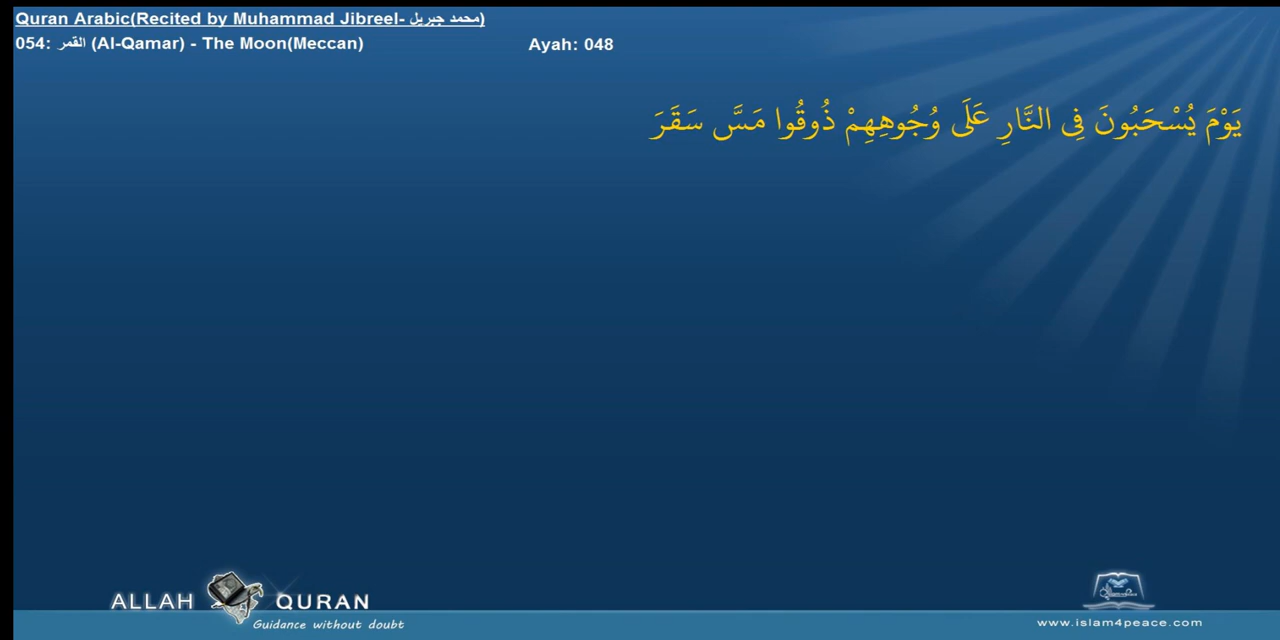 Quran Arabic(Recited by Muhammad Jibreel- محمد جبريل)
054: القمر (Al-Qamar) - The Moon(Meccan)
Ayah: 048
يَوْمَ يُسْحَبُونَ فِى النَّارِ عَلَى وُجُوهِهِمْ ذُوقُوا مَسَّ سَقَرَ
ALLAH QURAN
Guidance without doubt
www.islam4peace.com